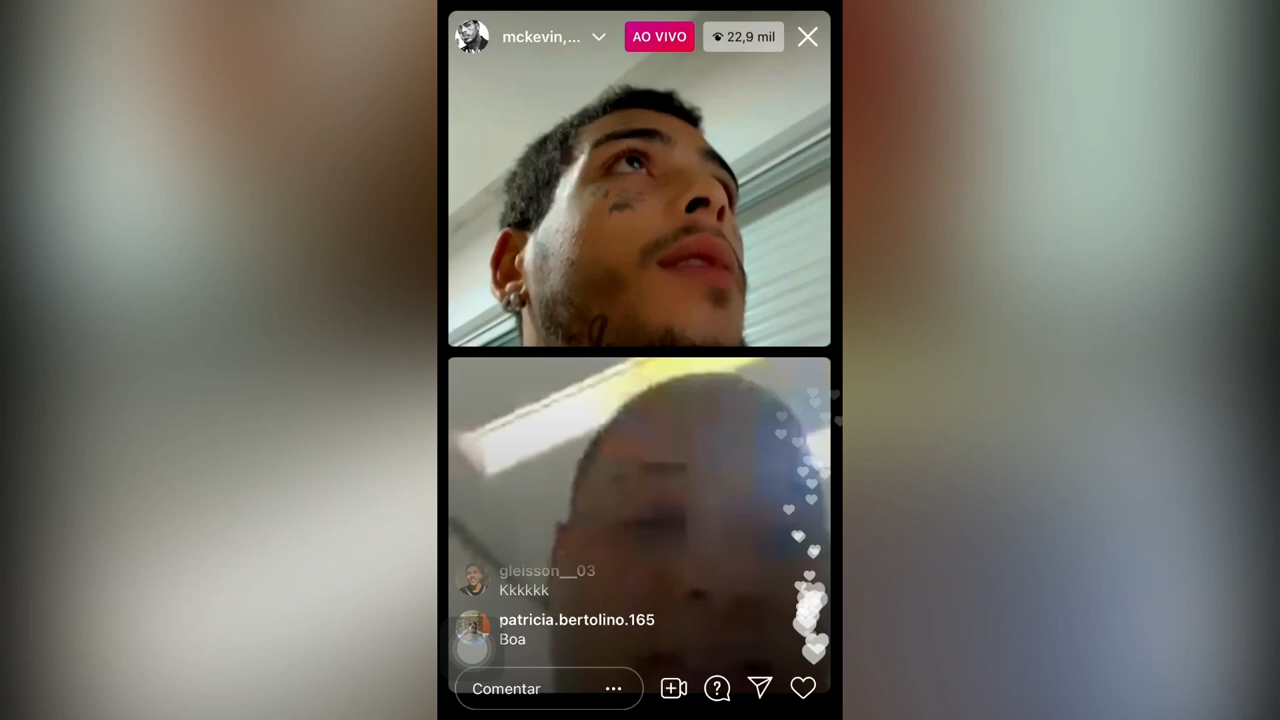 mckevin,...
AO VIVO
22,9 mil
gleisson__03
Kkkkkk
patricia.bertolino.165
Boa
Comentar